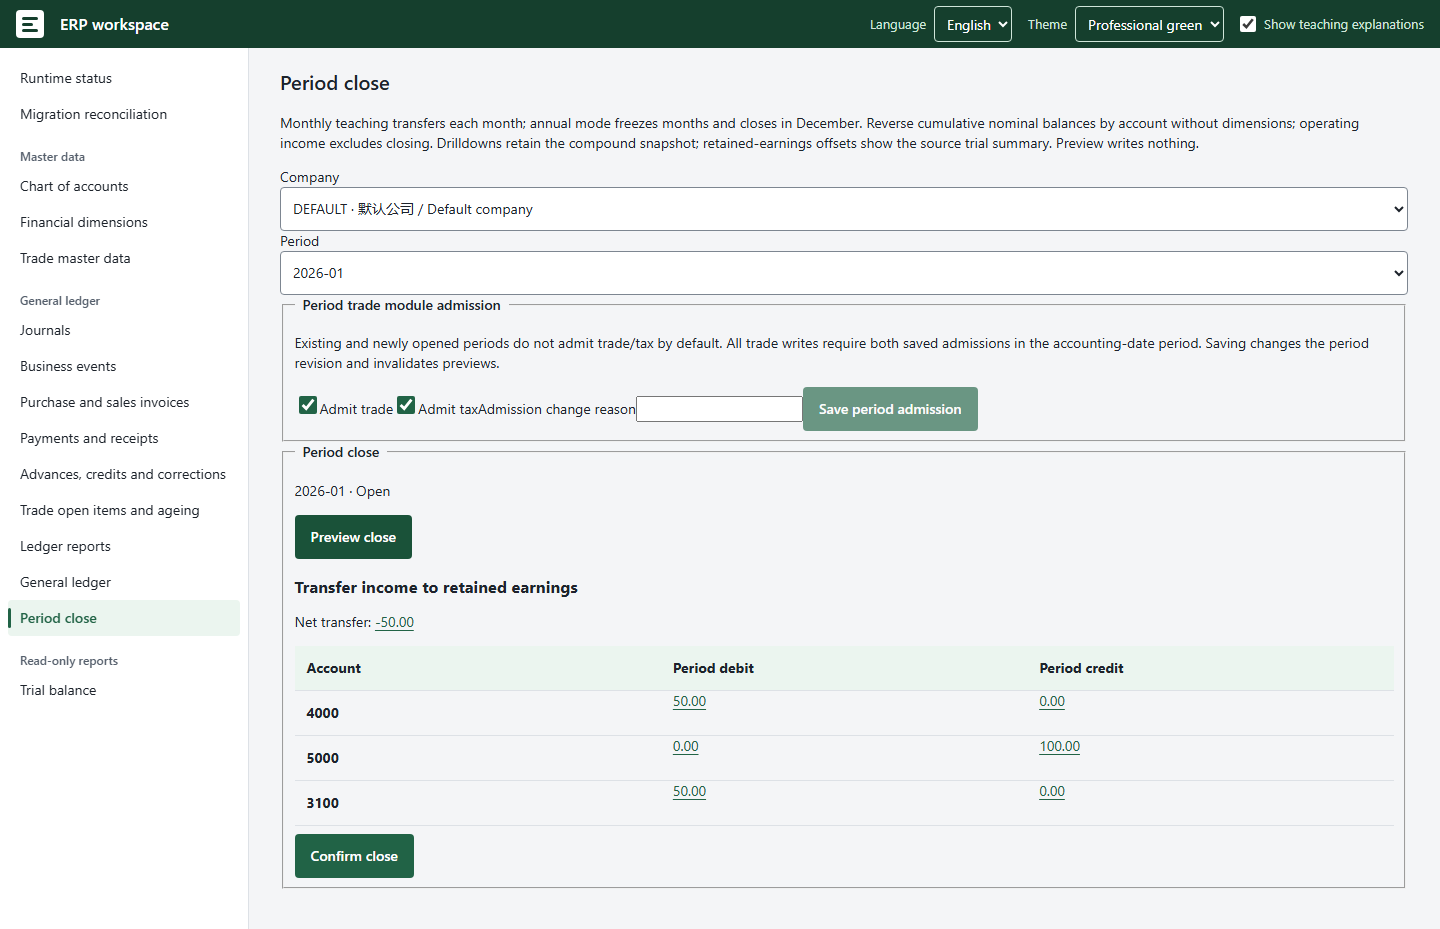 ERP workspace
Language English Theme Professional green Show teaching explanations
Runtime status
Migration reconciliation
Master data
Chart of accounts
Financial dimensions
Trade master data
General ledger
Journals
Business events
Purchase and sales invoices
Payments and receipts
Advances, credits and corrections
Trade open items and ageing
Ledger reports
General ledger
Period close
Read-only reports
Trial balance
Period close
Monthly teaching transfers each month; annual mode freezes months and closes in December. Reverse cumulative nominal balances by account without dimensions; operating
income excludes closing. Drilldowns retain the compound snapshot; retained-earnings offsets show the source trial summary. Preview writes nothing.
Company
DEFAULT · 默认公司 / Default company
Period
2026-01
Period trade module admission
Existing and newly opened periods do not admit trade/tax by default. All trade writes require both saved admissions in the accounting-date period. Saving changes the period
revision and invalidates previews.
Admit trade Admit taxAdmission change reason Save period admission
Period close
2026-01 · Open
Preview close
Transfer income to retained earnings
Net transfer: -50.00
Account Period debit Period credit
4000 50.00 0.00
5000 0.00 100.00
3100 50.00 0.00
Confirm close